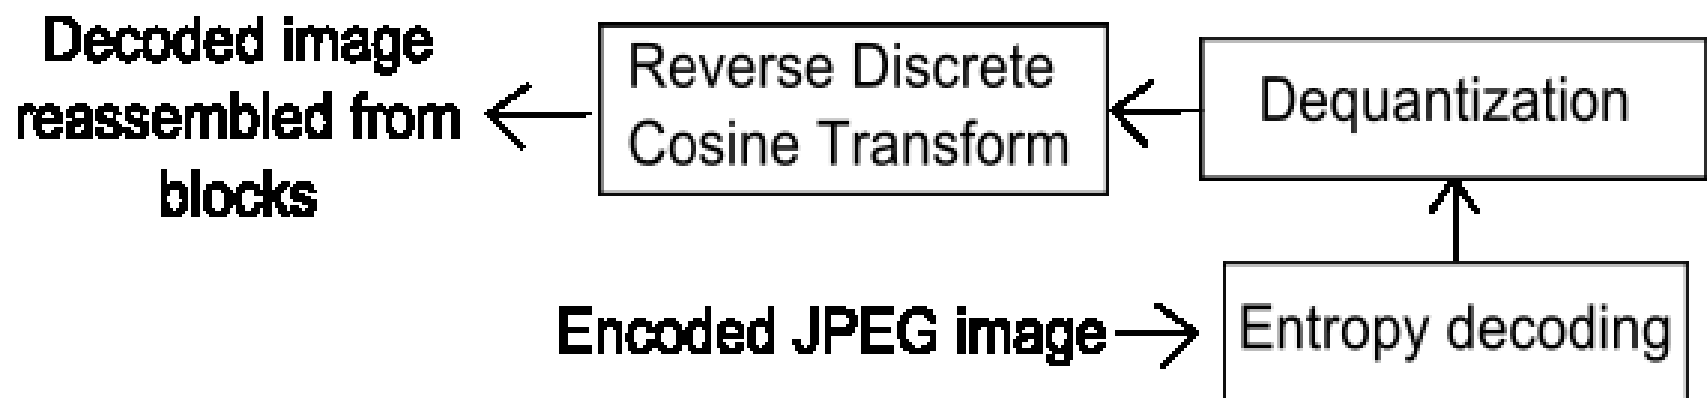 Decoded image
reassembled from
blocks
Reverse Discrete
Cosine Transform
Dequantization
Encoded JPEG image
Entropy decoding